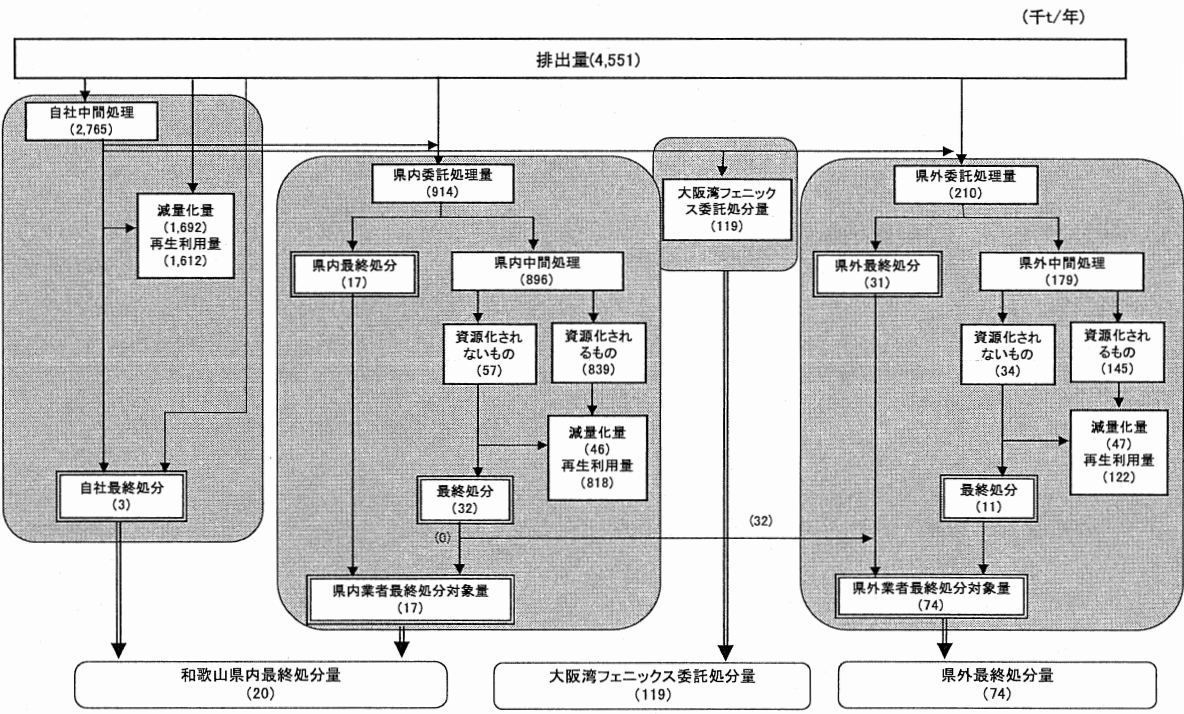 (千t/年)
排出量(4,551)
自社中間処理
(2,765)
減量化量
(1,692)
再生利用量
(1,612)
自社最終処分
(3)
県内委託処理量
(914)
県内最終処分
(17)
県内中間処理
(896)
資源化され
ないもの
(57)
資源化され
るもの
(839)
減量化量
(46)
再生利用量
(818)
最終処分
(32)
(0)
(32)
県内業者最終処分対象量
(17)
大阪湾フェニック
ス委託処分量
(119)
県外委託処理量
(210)
県外最終処分
(31)
県外中間処理
(179)
資源化され
ないもの
(34)
資源化され
るもの
(145)
減量化量
(47)
再生利用量
(122)
最終処分
(11)
県外業者最終処分対象量
(74)
和歌山県内最終処分量
(20)
大阪湾フェニックス委託処分量
(119)
県外最終処分量
(74)